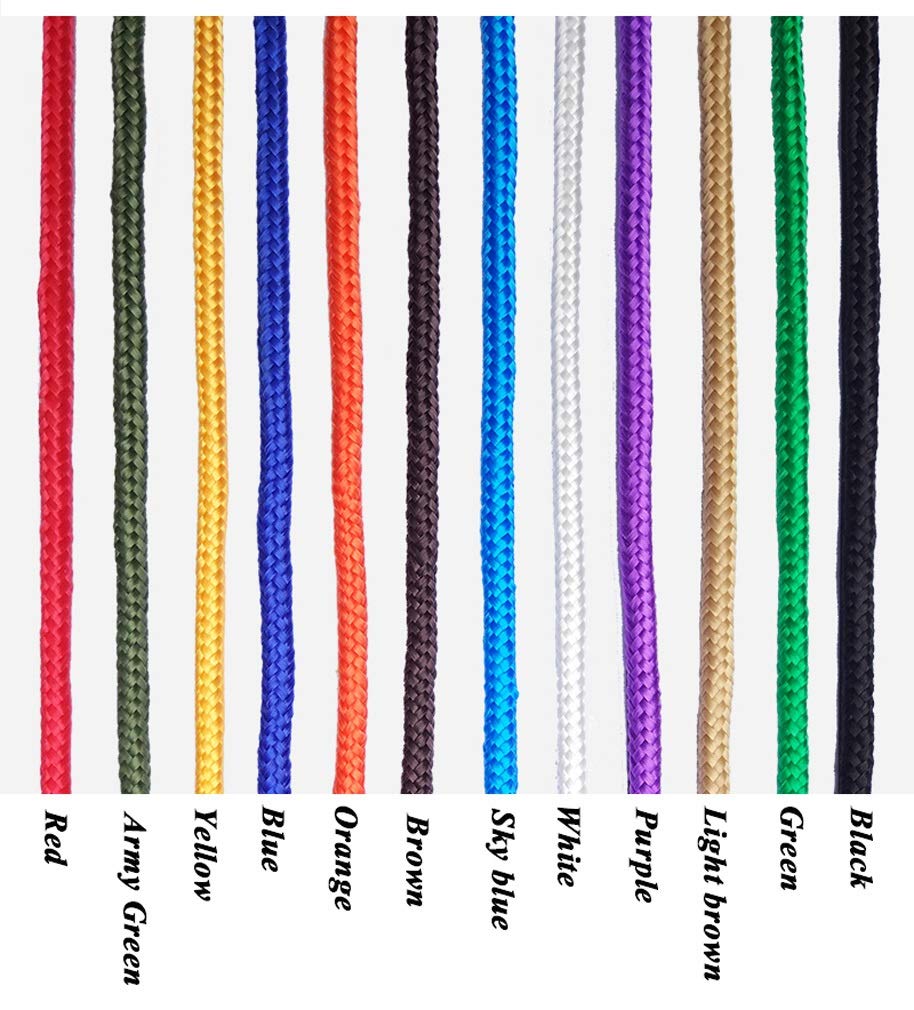 Red
Army Green
Yellow
Blue
Orange
Brown
Sky blue
White
Purple
Light brown
Green
Black